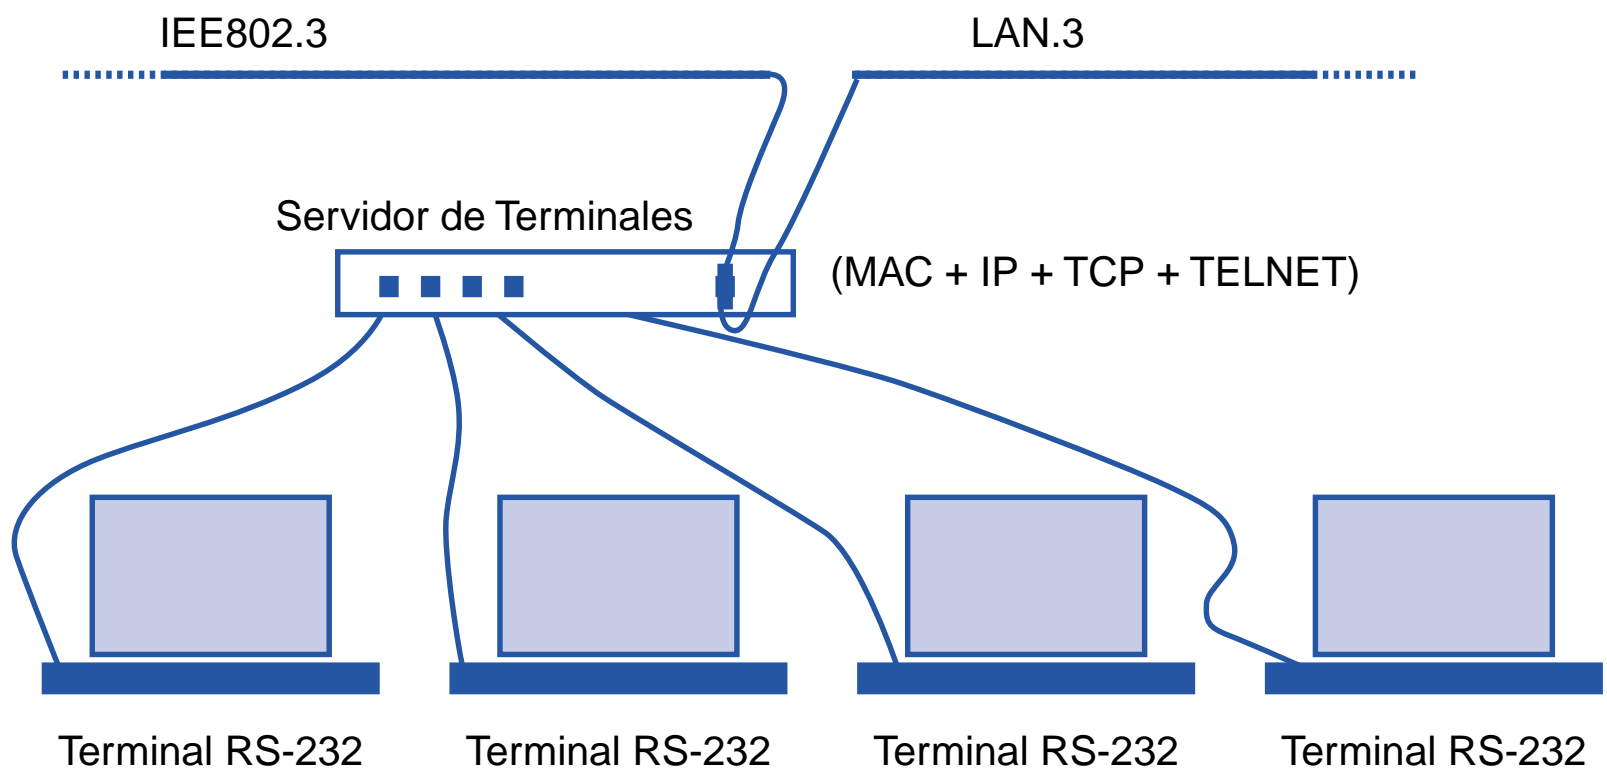 IEE802.3
LAN.3
Servidor de Terminales
(MAC + IP + TCP + TELNET)
Terminal RS-232
Terminal RS-232
Terminal RS-232
Terminal RS-232